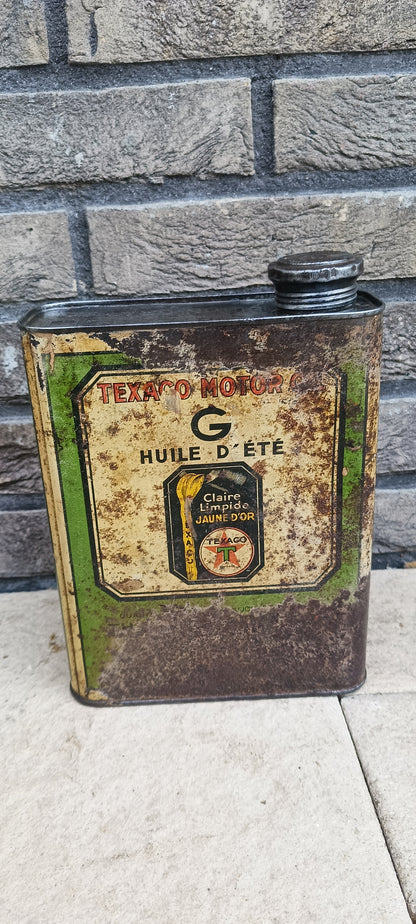 TEXACO MOTOR
G
HUILE D'ÉTÉ
Claire
Limpide
JAUNE D'OR
TEXACO
T